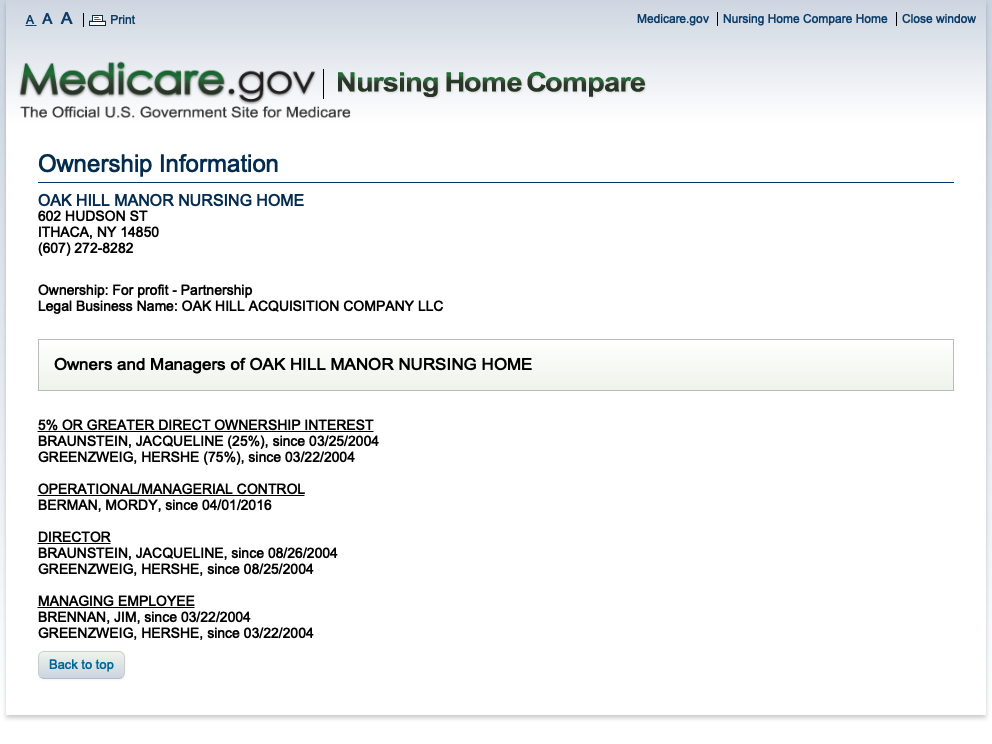 A A A Print Medicare.gov Nursing Home Compare Home Close window
Medicare.gov Nursing Home Compare
The Official U.S. Government Site for Medicare
Ownership Information
OAK HILL MANOR NURSING HOME
602 HUDSON ST
ITHACA, NY 14850
(607) 272-8282
Ownership: For profit - Partnership
Legal Business Name: OAK HILL ACQUISITION COMPANY LLC
Owners and Managers of OAK HILL MANOR NURSING HOME
5% OR GREATER DIRECT OWNERSHIP INTEREST
BRAUNSTEIN, JACQUELINE (25%), since 03/25/2004
GREENZWEIG, HERSHE (75%), since 03/22/2004
OPERATIONAL/MANAGERIAL CONTROL
BERMAN, MORDY, since 04/01/2016
DIRECTOR
BRAUNSTEIN, JACQUELINE, since 08/26/2004
GREENZWEIG, HERSHE, since 08/25/2004
MANAGING EMPLOYEE
BRENNAN, JIM, since 03/22/2004
GREENZWEIG, HERSHE, since 03/22/2004
Back to top